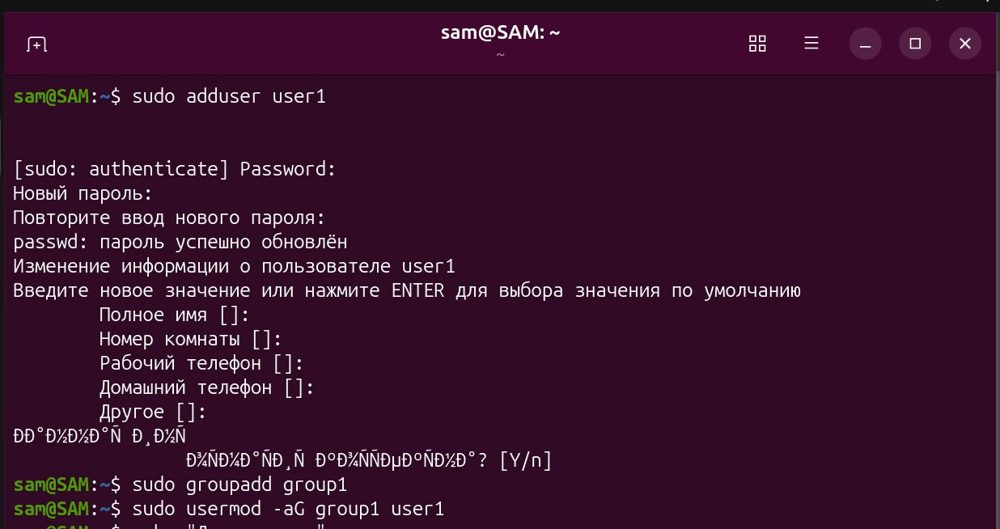 sam@SAM: ~
~
sam@SAM:~$ sudo adduser user1
[sudo: authenticate] Password:
Новый пароль:
Повторите ввод нового пароля:
passwd: пароль успешно обновлён
Изменение информации о пользователе user1
Введите новое значение или нажмите ENTER для выбора значения по умолчанию
Полное имя []:
Номер комнаты []:
Рабочий телефон []:
Домашний телефон []:
Другое []:
ÐÐ°Ð½Ð½Ð°Ñ Ð¸Ð½Ñ
Ð¾ÑÐ¼Ð°ÑÐ¸Ñ ÐºÐ¾ÑÑÐµÐºÑÐ½Ð°? [Y/n]
sam@SAM:~$ sudo groupadd group1
sam@SAM:~$ sudo usermod -aG group1 user1